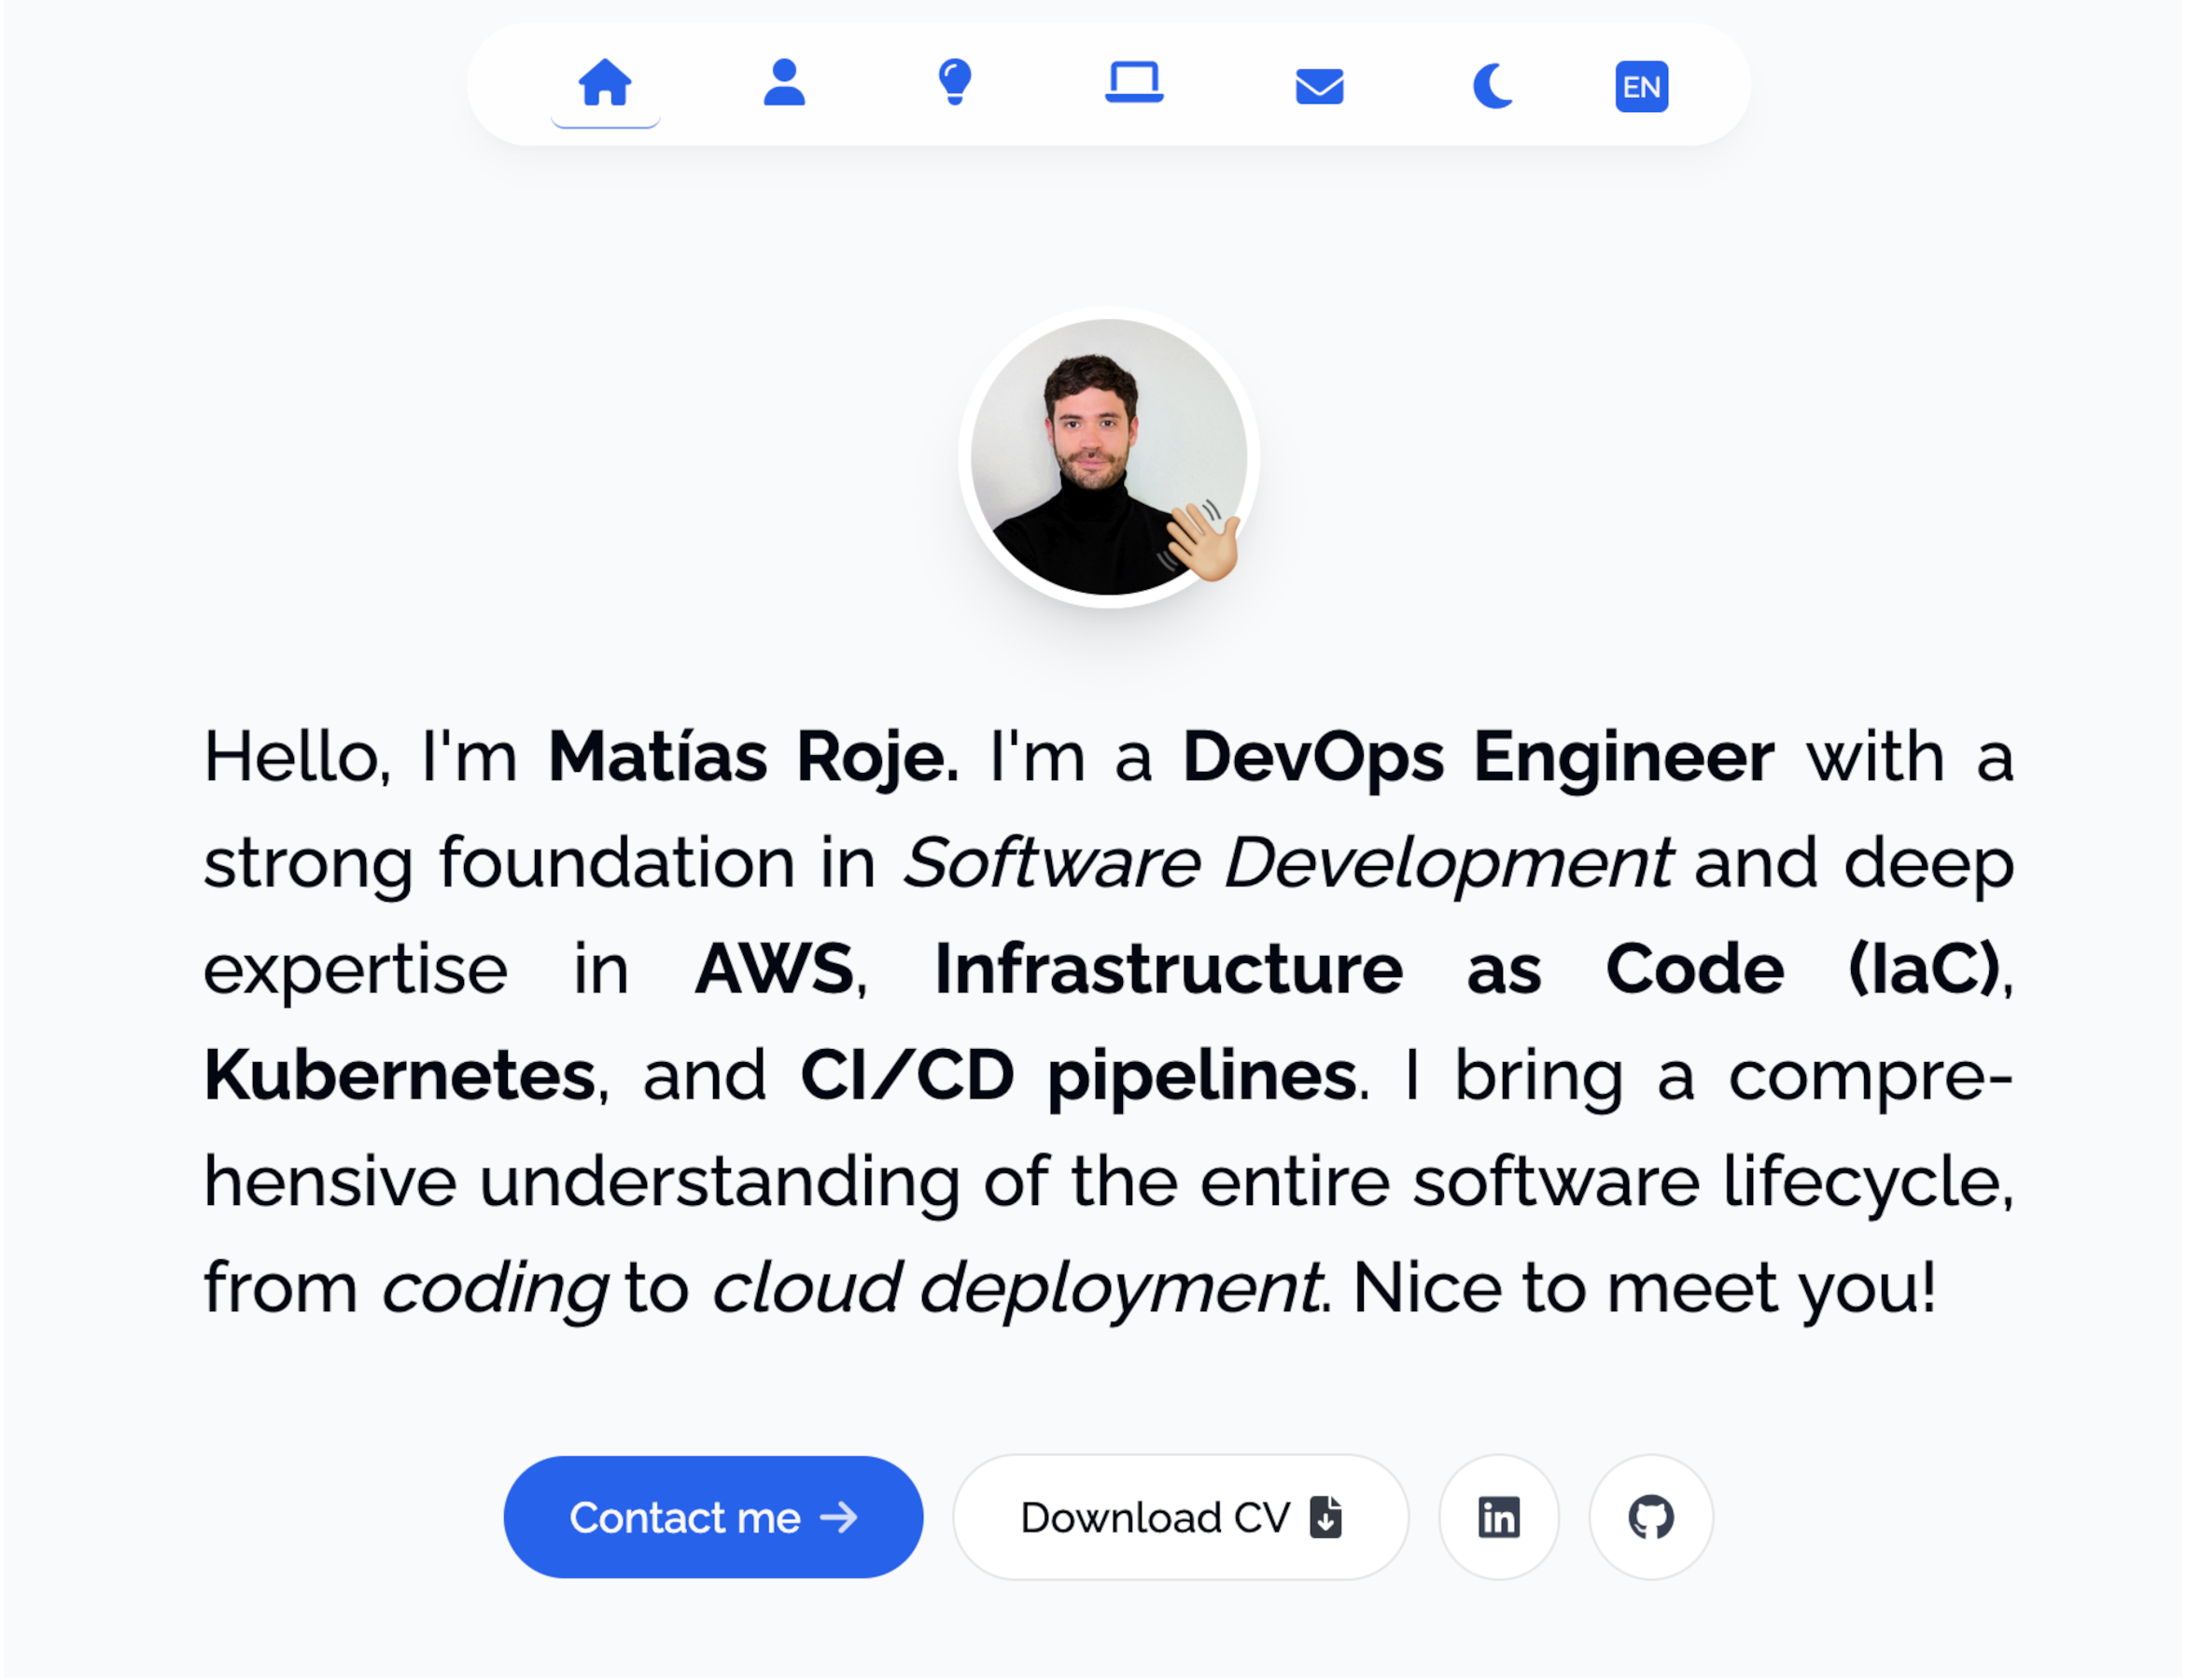 EN
Hello, I'm Matías Roje. I'm a DevOps Engineer with a
strong foundation in Software Development and deep
expertise in AWS, Infrastructure as Code (IaC),
Kubernetes, and CI/CD pipelines. I bring a compre-
hensive understanding of the entire software lifecycle,
from coding to cloud deployment. Nice to meet you!
Contact me
Download CV
in